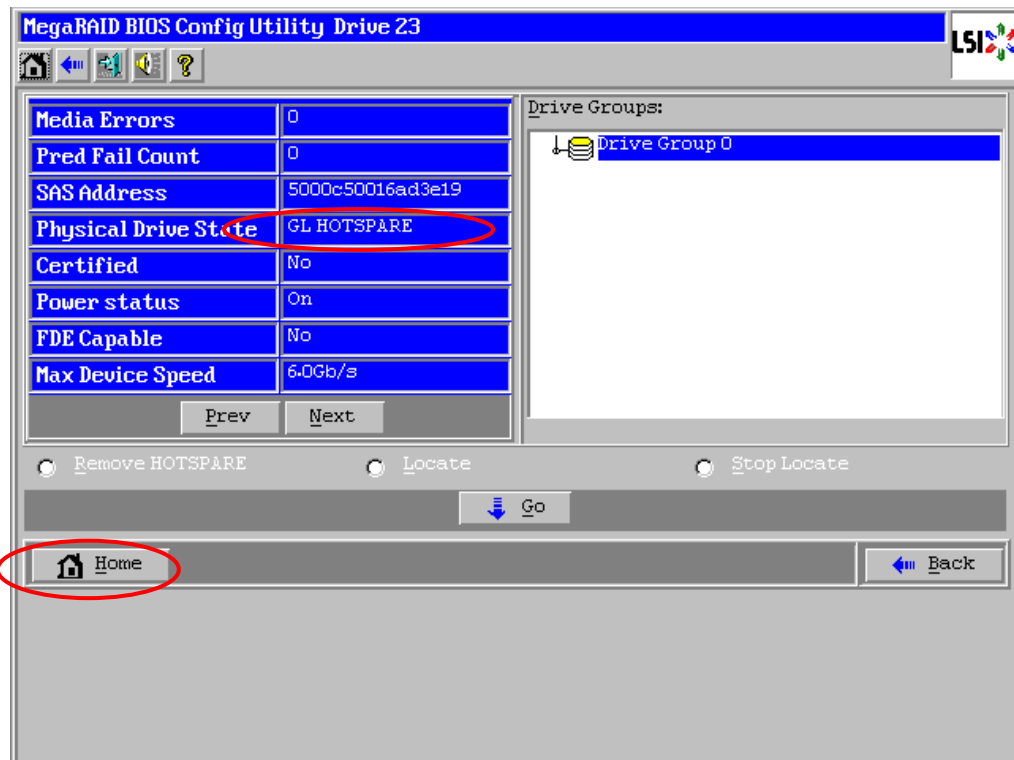 MegaRAID BIOS Config Utility Drive 23
LSI
Media Errors 0
Pred Fail Count 0
SAS Address 5000c50016ad3e19
Physical Drive State GL HOTSPARE
Certified No
Power status On
FDE Capable No
Max Device Speed 6.0Gb/s
Prev Next
Drive Groups:
Drive Group 0
Remove HOTSPARE Locate Stop Locate
Go
Home Back